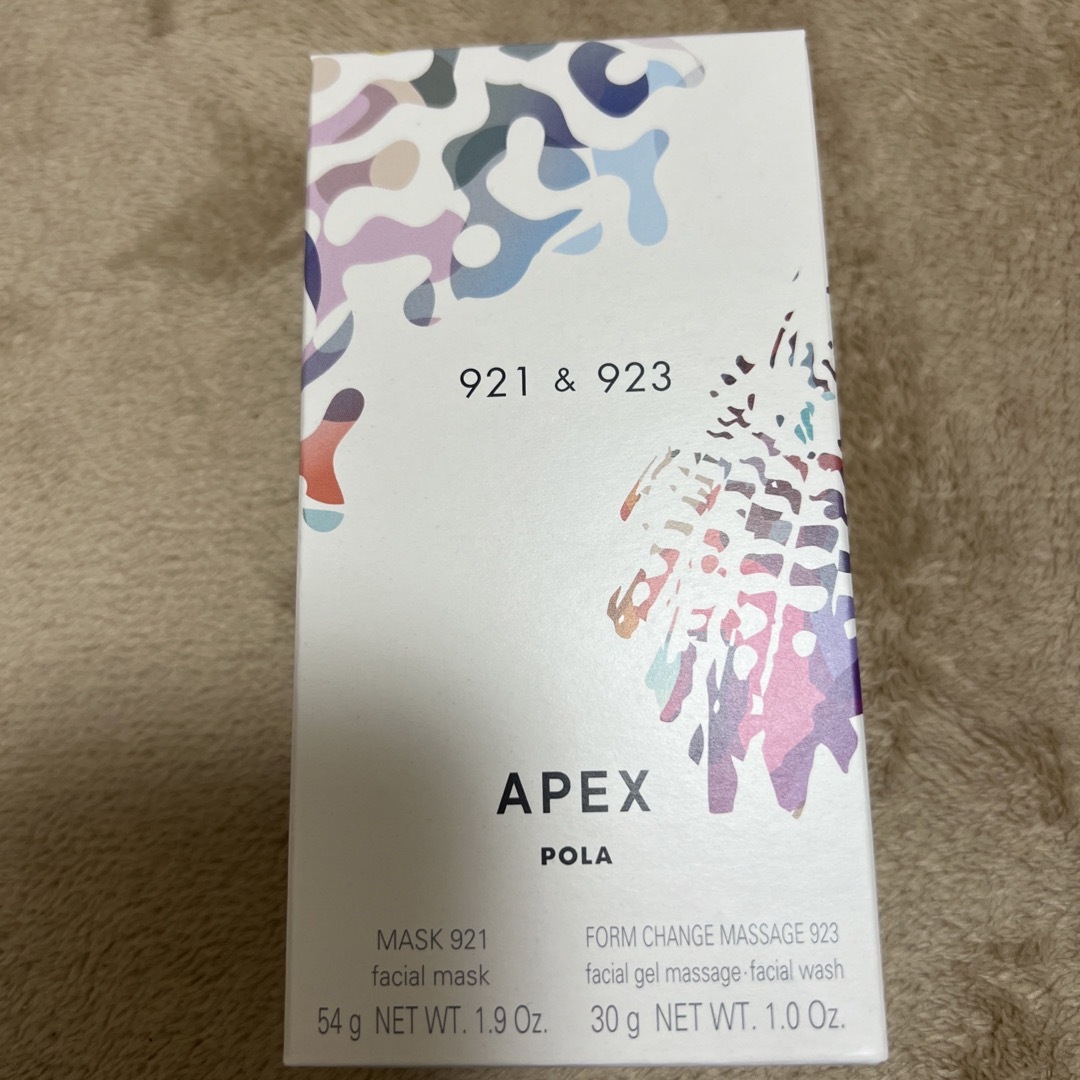 921 & 923
APEX
POLA
MASK 921
facial mask
54 g NET WT. 1.9 Oz.
FORM CHANGE MASSAGE 923
facial gel massage·facial wash
30 g NET WT. 1.0 Oz.